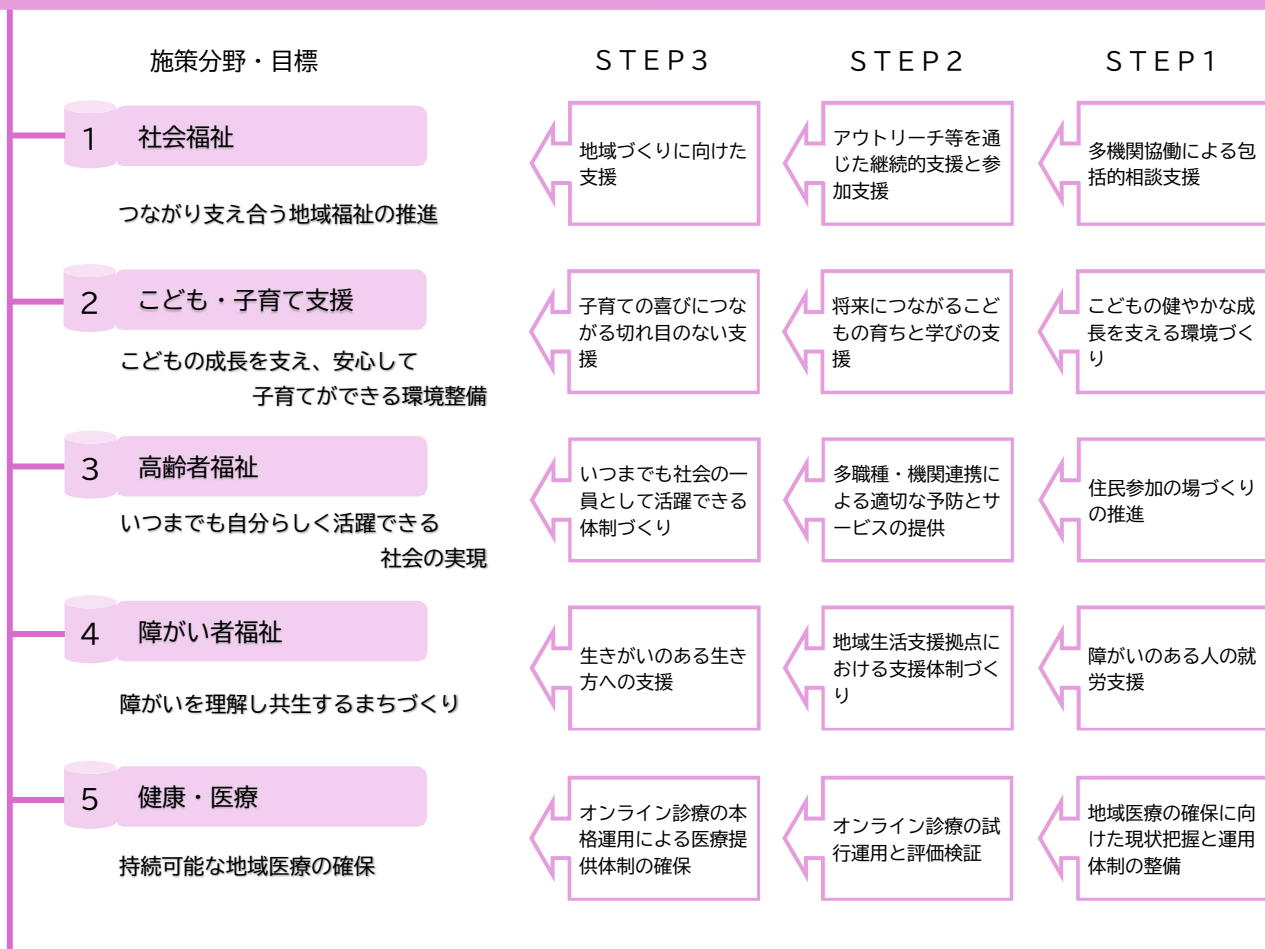 施策分野・目標
ＳＴＥＰ３
ＳＴＥＰ２
ＳＴＥＰ１
1
社会福祉
つながり支え合う地域福祉の推進
地域づくりに向けた
支援
アウトリーチ等を通
じた継続的支援と参
加支援
多機関協働による包
括的相談支援
2
こども・子育て支援
こどもの成長を支え、安心して
子育てができる環境整備
子育ての喜びにつな
がる切れ目のない支
援
将来につながるこど
もの育ちと学びの支
援
こどもの健やかな成
長を支える環境づく
り
3
高齢者福祉
いつまでも自分らしく活躍できる
社会の実現
いつまでも社会の一
員として活躍できる
体制づくり
多職種・機関連携に
よる適切な予防とサ
ービスの提供
住民参加の場づくり
の推進
4
障がい者福祉
障がいを理解し共生するまちづくり
生きがいのある生き
方への支援
地域生活支援拠点に
おける支援体制づく
り
障がいのある人の就
労支援
5
健康・医療
持続可能な地域医療の確保
オンライン診療の本
格運用による医療提
供体制の確保
オンライン診療の試
行運用と評価検証
地域医療の確保に向
けた現状把握と運用
体制の整備